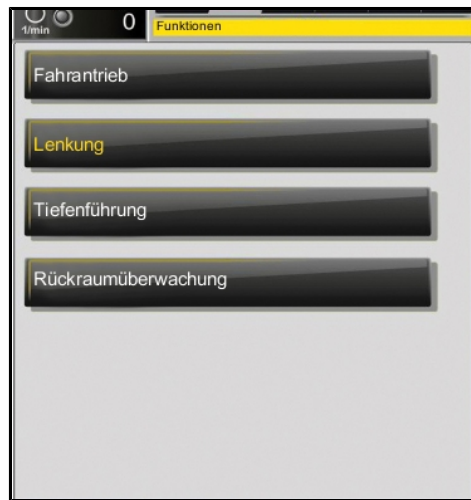 1/min
0
Funktionen
Fahrantrieb
Lenkung
Tiefenführung
Rückraumüberwachung